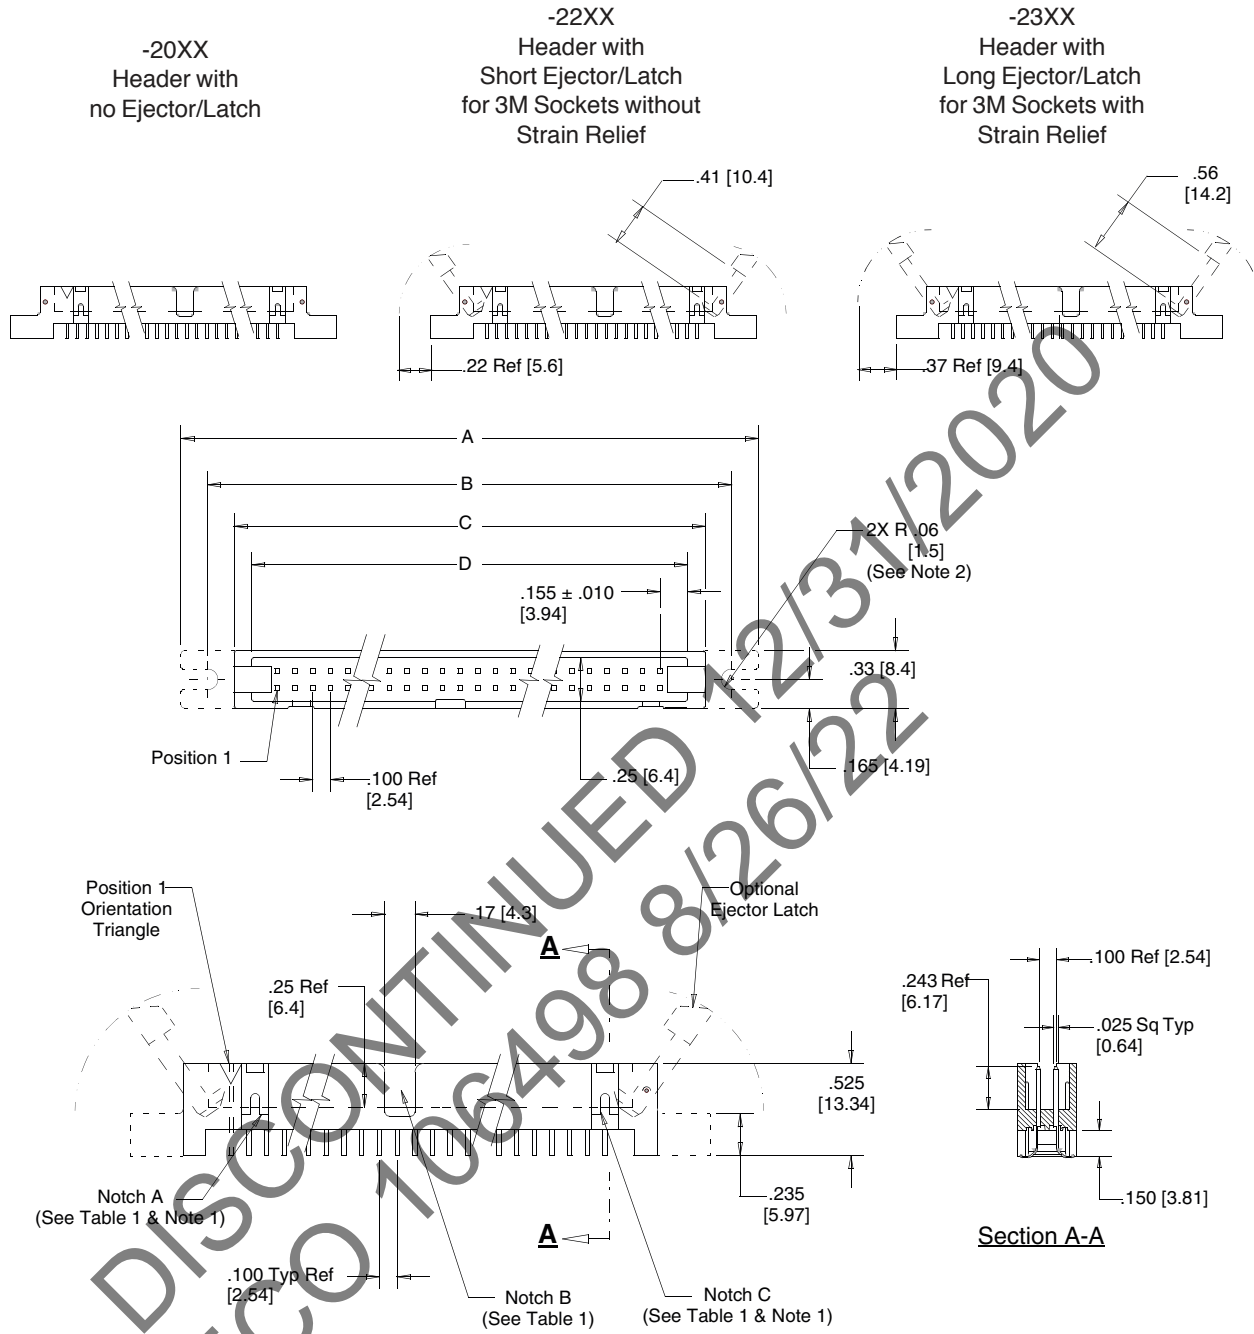 -20XX
Header with
no Ejector/Latch
-22XX
Header with
Short Ejector/Latch
for 3M Sockets without
Strain Relief
-23XX
Header with
Long Ejector/Latch
for 3M Sockets with
Strain Relief
.41 [10.4]
.56
[14.2]
.22 Ref [5.6]
.37 Ref [9.4]
A
B
C
D
2X R .06
[1.5]
(See Note 2)
.155 ± .010
[3.94]
.33 [8.4]
Position 1
.100 Ref
[2.54]
.25 [6.4]
.165 [4.19]
Position 1
Orientation
Triangle
.17 [4.3]
Optional
Ejector Latch
A
.25 Ref
[6.4]
.100 Ref [2.54]
.243 Ref
[6.17]
.025 Sq Typ
[0.64]
.525
[13.34]
Notch A
(See Table 1 & Note 1)
.235
[5.97]
.150 [3.81]
A
Section A-A
.100 Typ Ref
[2.54]
Notch B
(See Table 1)
Notch C
(See Table 1 & Note 1)
DISCONTINUED 12/31/2020
ECO 106498 8/26/22